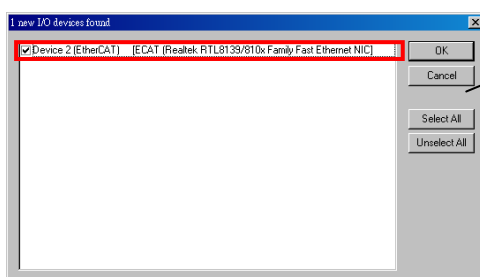 1 new I/O devices found
Device 2 (EtherCAT) [ECAT (Realtek RTL8139/810x Family Fast Ethernet NIC]
OK
Cancel
Select All
Unselect All